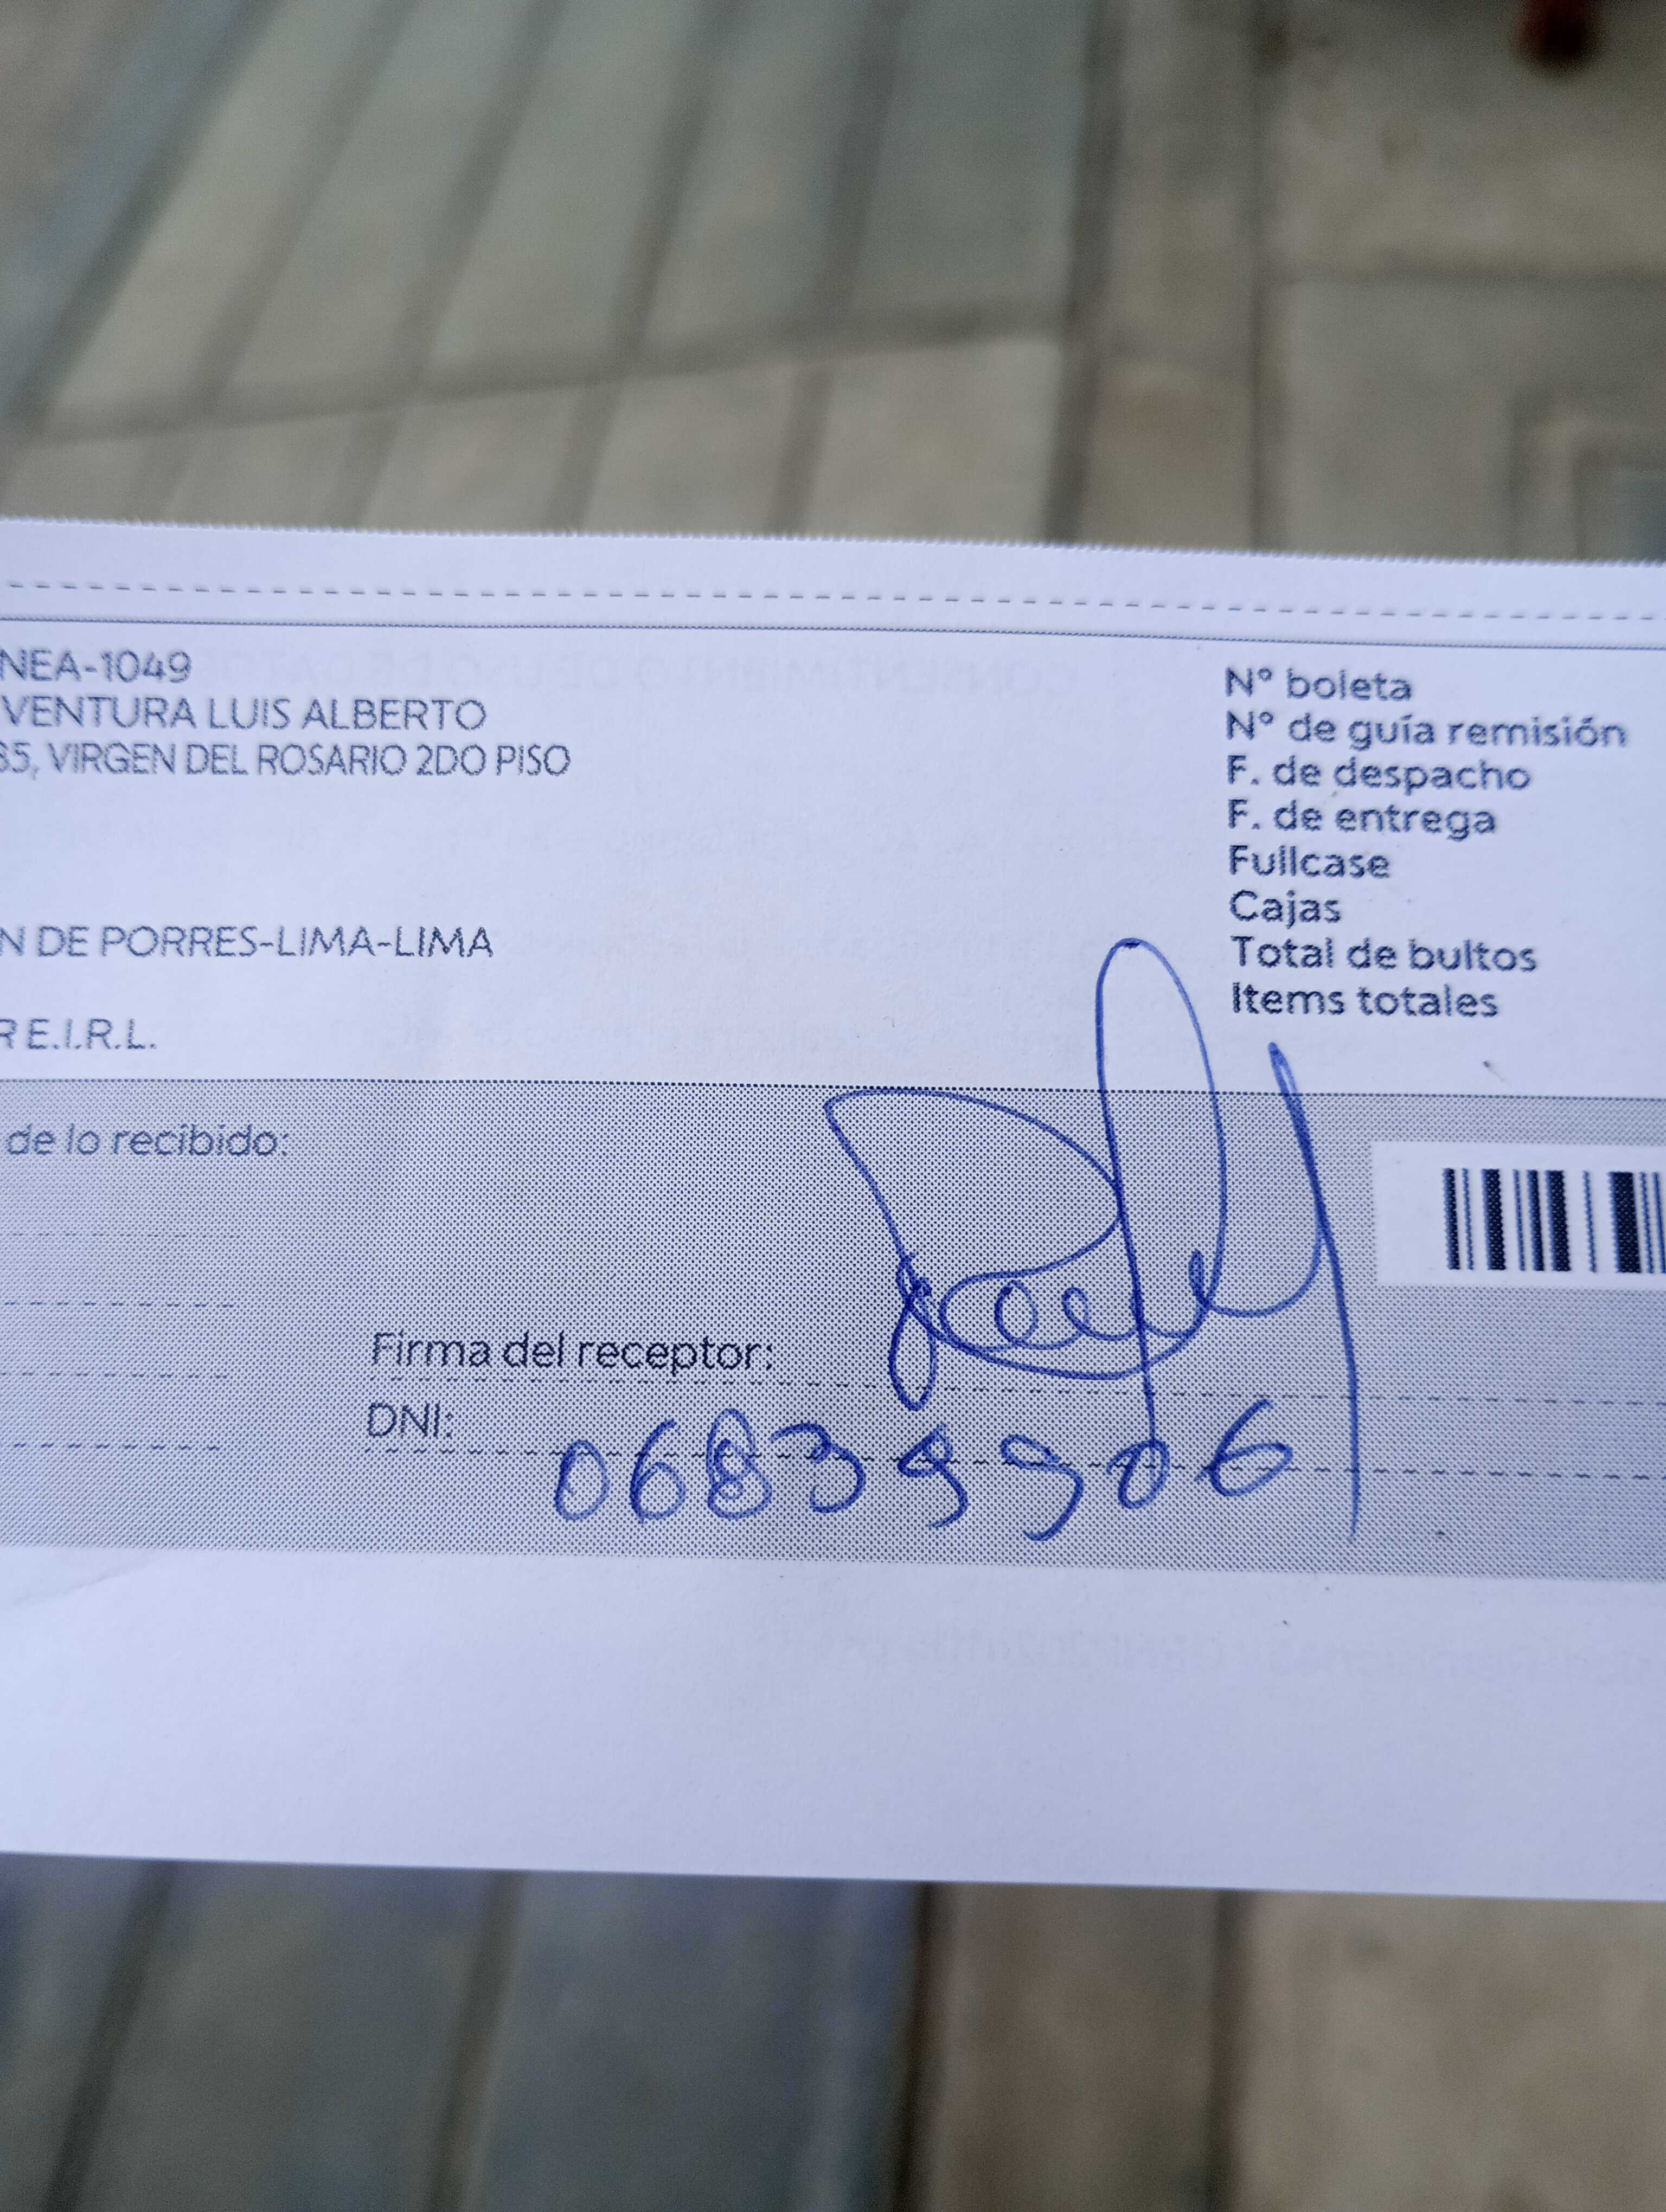 NEA-1049
VENTURA LUIS ALBERTO
35, VIRGEN DEL ROSARIO 2DO PISO
N DE PORRES-LIMA-LIMA
R E.I.R.L.
Nº boleta
Nº de guía remisión
F. de despacho
F. de entrega
Fullcase
Cajas
Total de bultos
Items totales
de lo recibido:
Firma del receptor:
DNI: 06839906